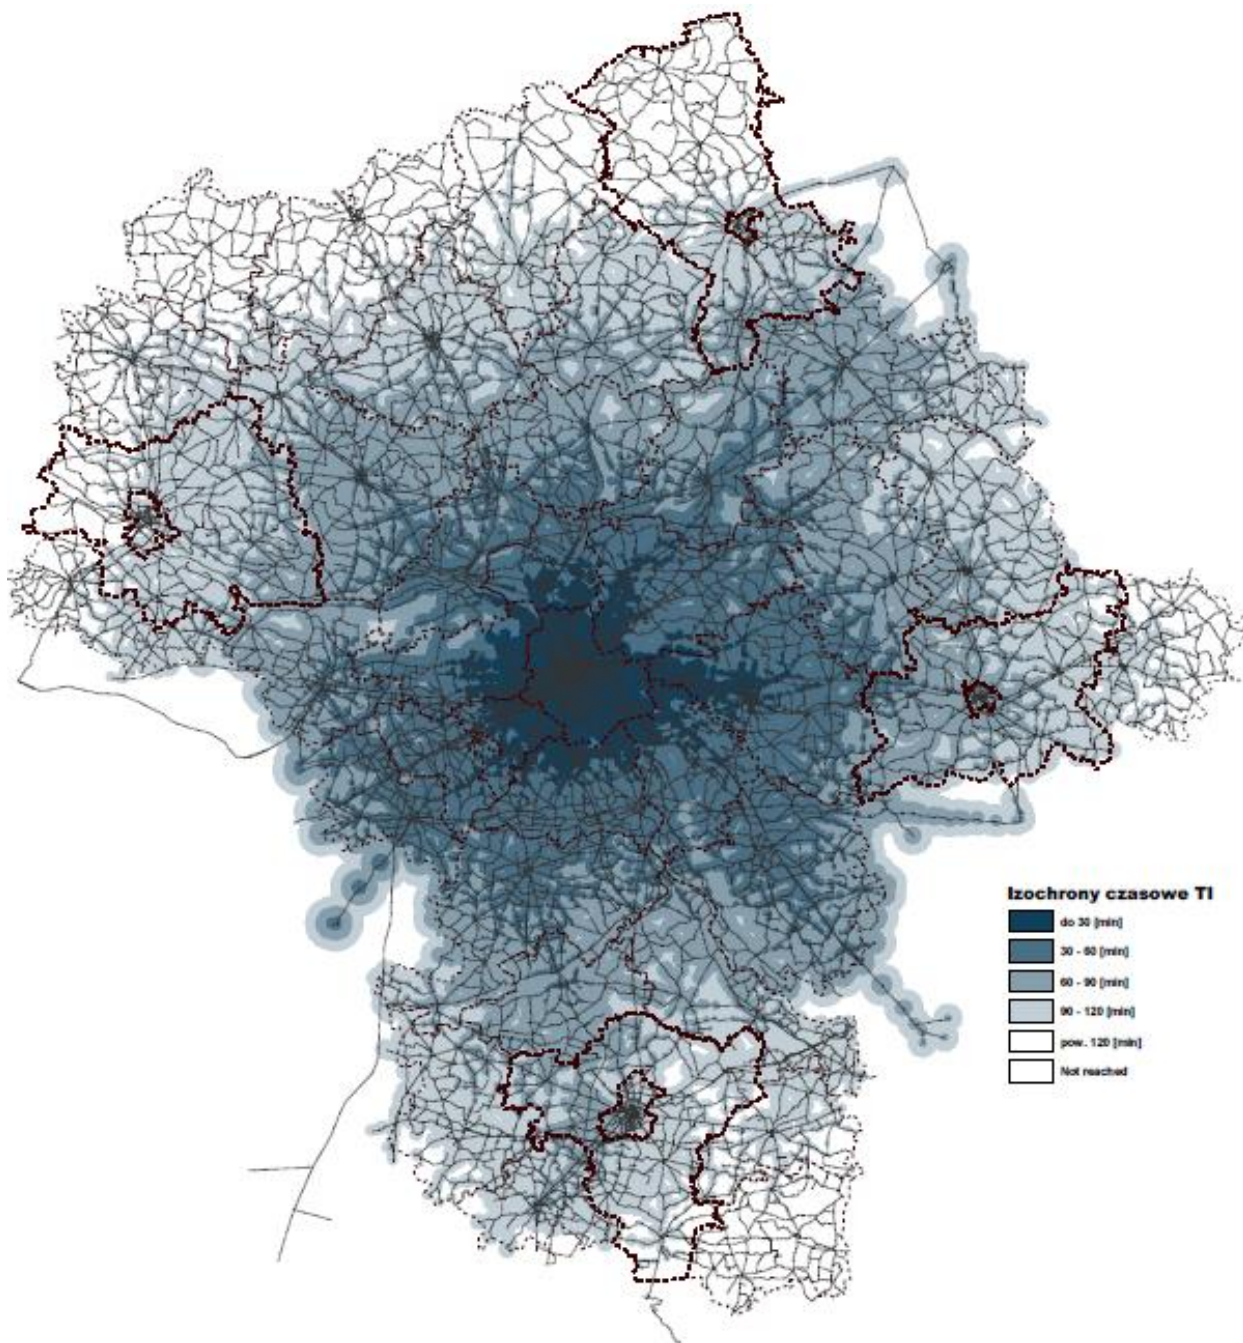 Izochrony czasowe TI
do 30 [min]
30 - 60 [min]
60 - 90 [min]
90 - 120 [min]
pow. 120 [min]
Not reached